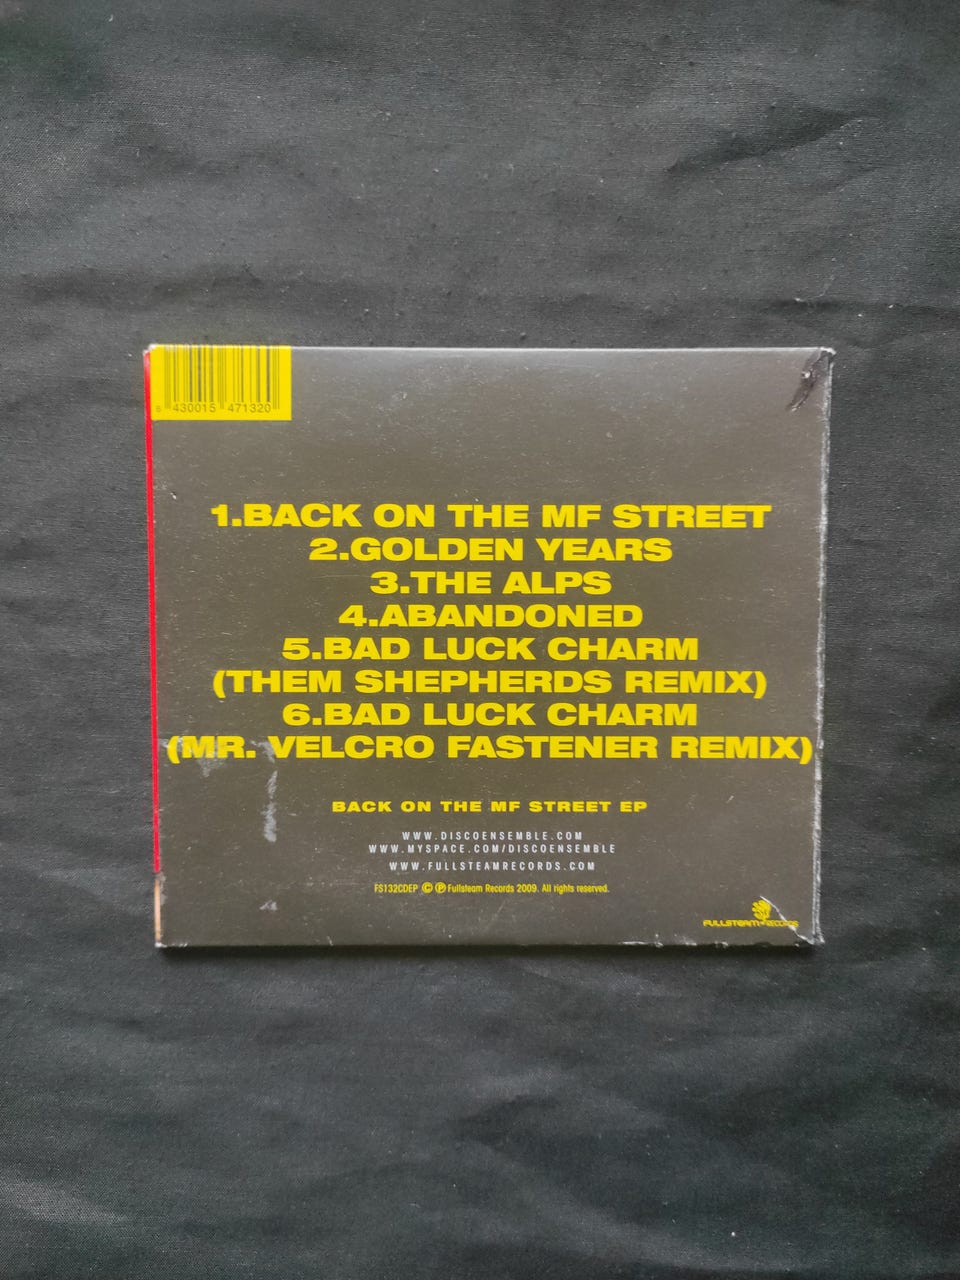 6 430015 471320
1.BACK ON THE MF STREET
2.GOLDEN YEARS
3.THE ALPS
4.ABANDONED
5.BAD LUCK CHARM
(THEM SHEPHERDS REMIX)
6.BAD LUCK CHARM
(MR. VELCRO FASTENER REMIX)
BACK ON THE MF STREET EP
WWW.DISCOENSEMBLE.COM
WWW.MYSPACE.COM/DISCOENSEMBLE
WWW.FULLSTEAMRECORDS.COM
FS132CDEP © ℗ Fullsteam Records 2009. All rights reserved.
FULLSTEAM RECORDS